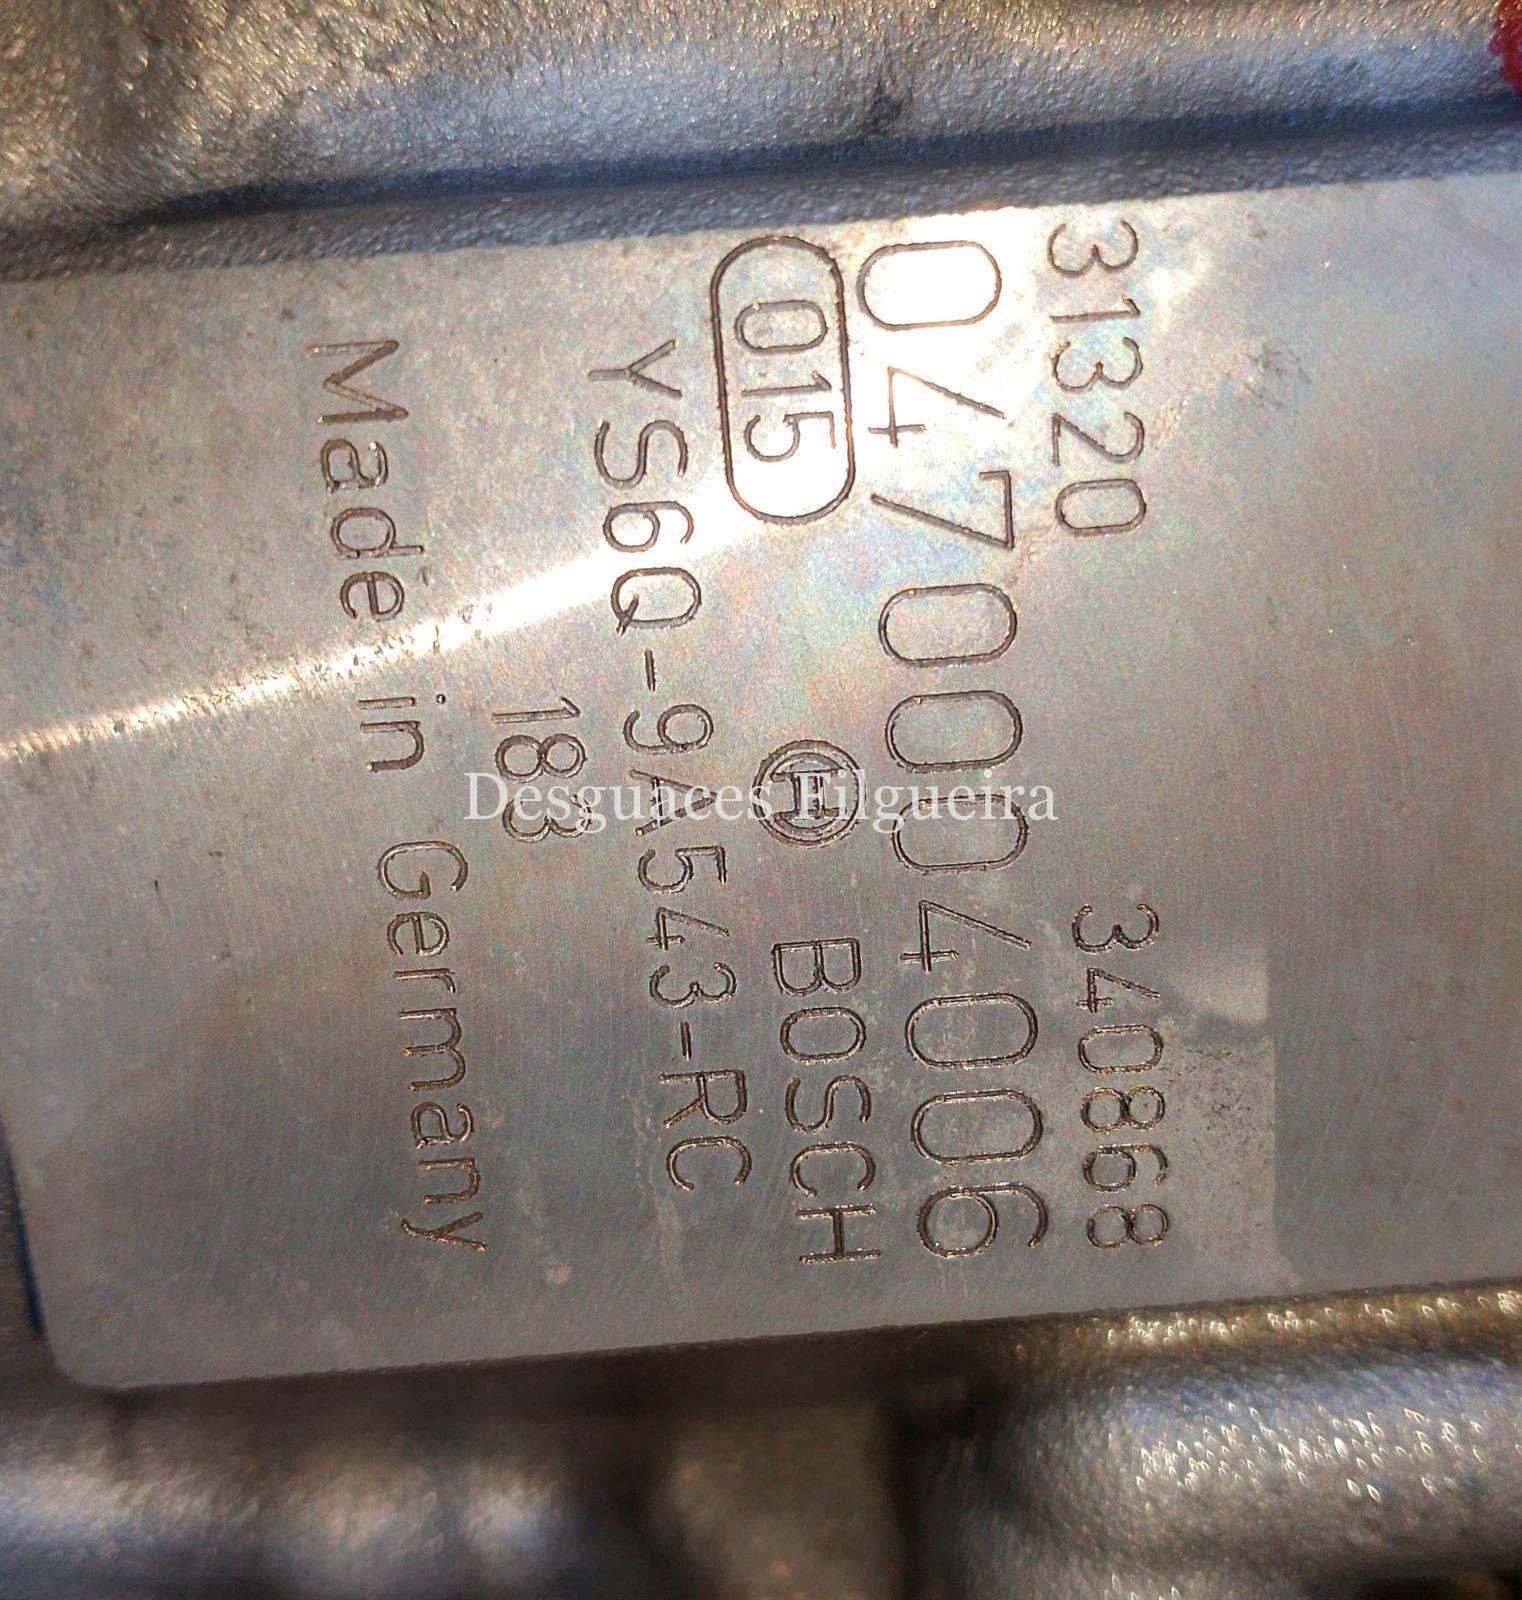 31320 340868
0470004006
015 BOSCH
YS6Q-9A543-RC
183
Made in Germany
Desguaces Filgueira